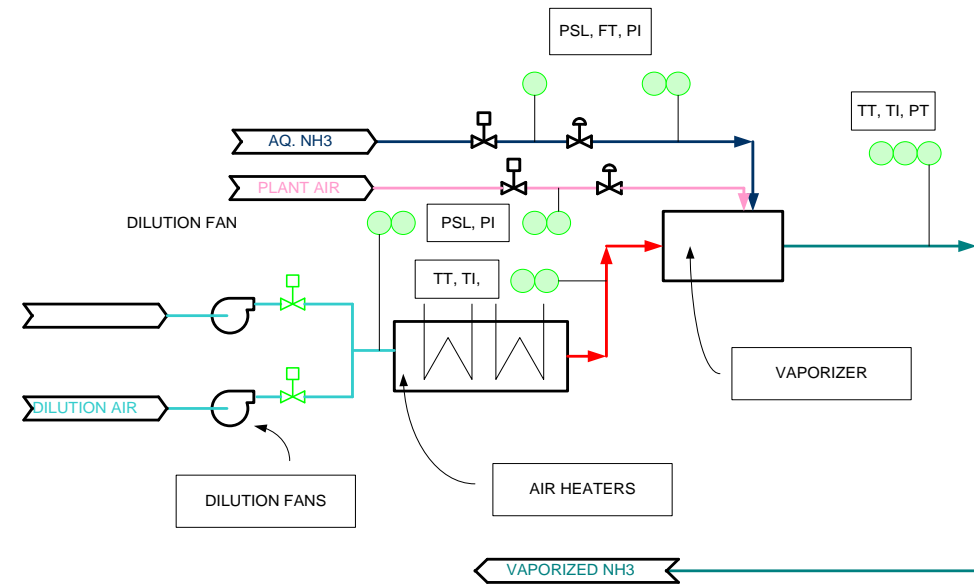 PSL, FT, PI
TT, TI, PT
AQ. NH3
PLANT AIR
DILUTION FAN
PSL, PI
TT, TI,
VAPORIZER
DILUTION AIR
DILUTION FANS
AIR HEATERS
VAPORIZED NH3